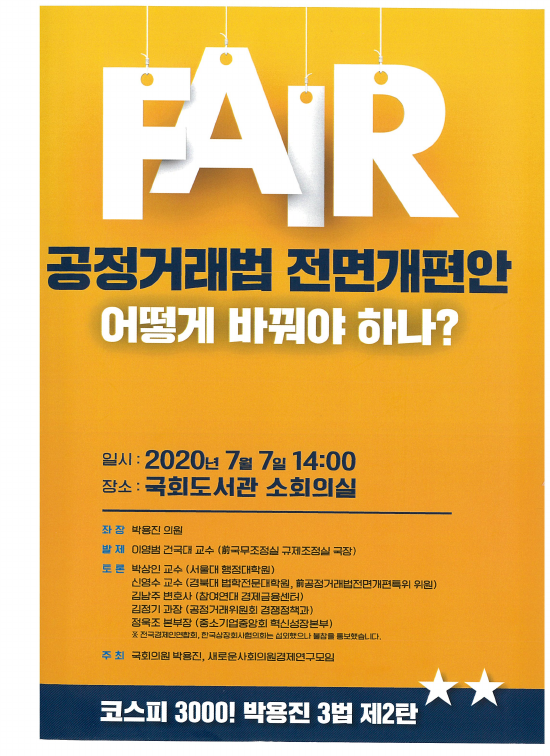 FAIR
공정거래법 전면개편안
어떻게 바꿔야 하나?
일시 : 2020년 7월 7일 14:00
장소 : 국회도서관 소회의실
좌 장 박용진 의원
발 제 이영범 건국대 교수 (前국무조정실 규제조정실 국장)
토 론 박상인 교수 (서울대 행정대학원)
신영수 교수 (경북대 법학전문대학원, 前공정거래법전면개편특위 위원)
김남주 변호사 (참여연대 경제금융센터)
김정기 과장 (공정거래위원회 경쟁정책과)
정욱조 본부장 (중소기업중앙회 혁신성장본부)
※ 전국경제인연합회, 한국상장회사협의회는 섭외했으나 불참을 통보했습니다.
주 최 국회의원 박용진, 새로운사회의원경제연구모임
코스피 3000! 박용진 3법 제2탄